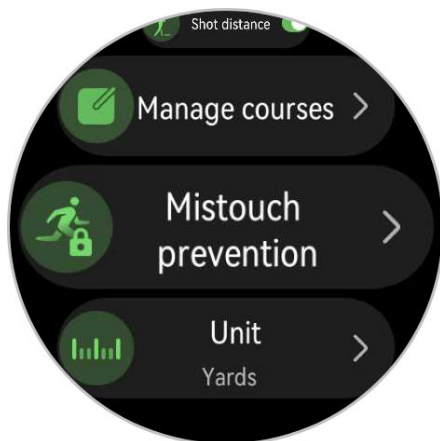 Shot distance
Manage courses
Mistouch
prevention
Unit
Yards